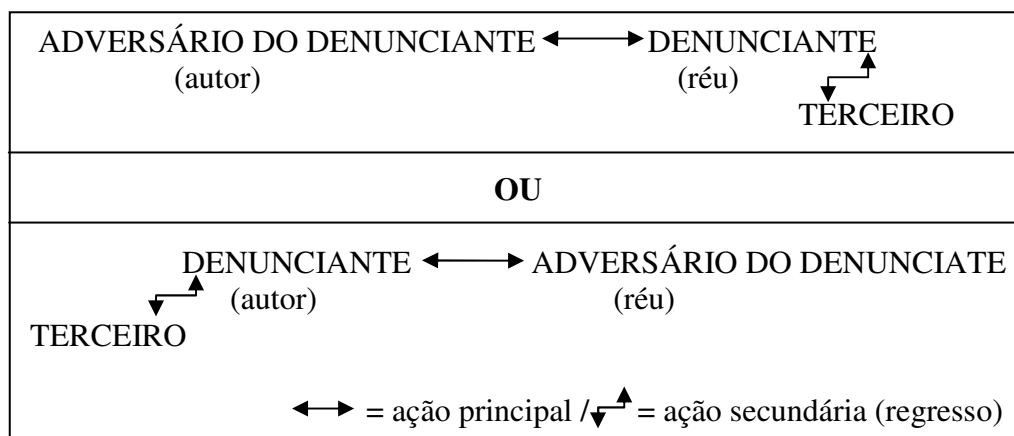 ADVERSÁRIO DO DENUNCIANTE DENUNCIANTE
(autor) (réu)
TERCEIRO
OU
DENUNCIANTE ADVERSÁRIO DO DENUNCIATE
(autor) (réu)
TERCEIRO
= ação principal / = ação secundária (regresso)